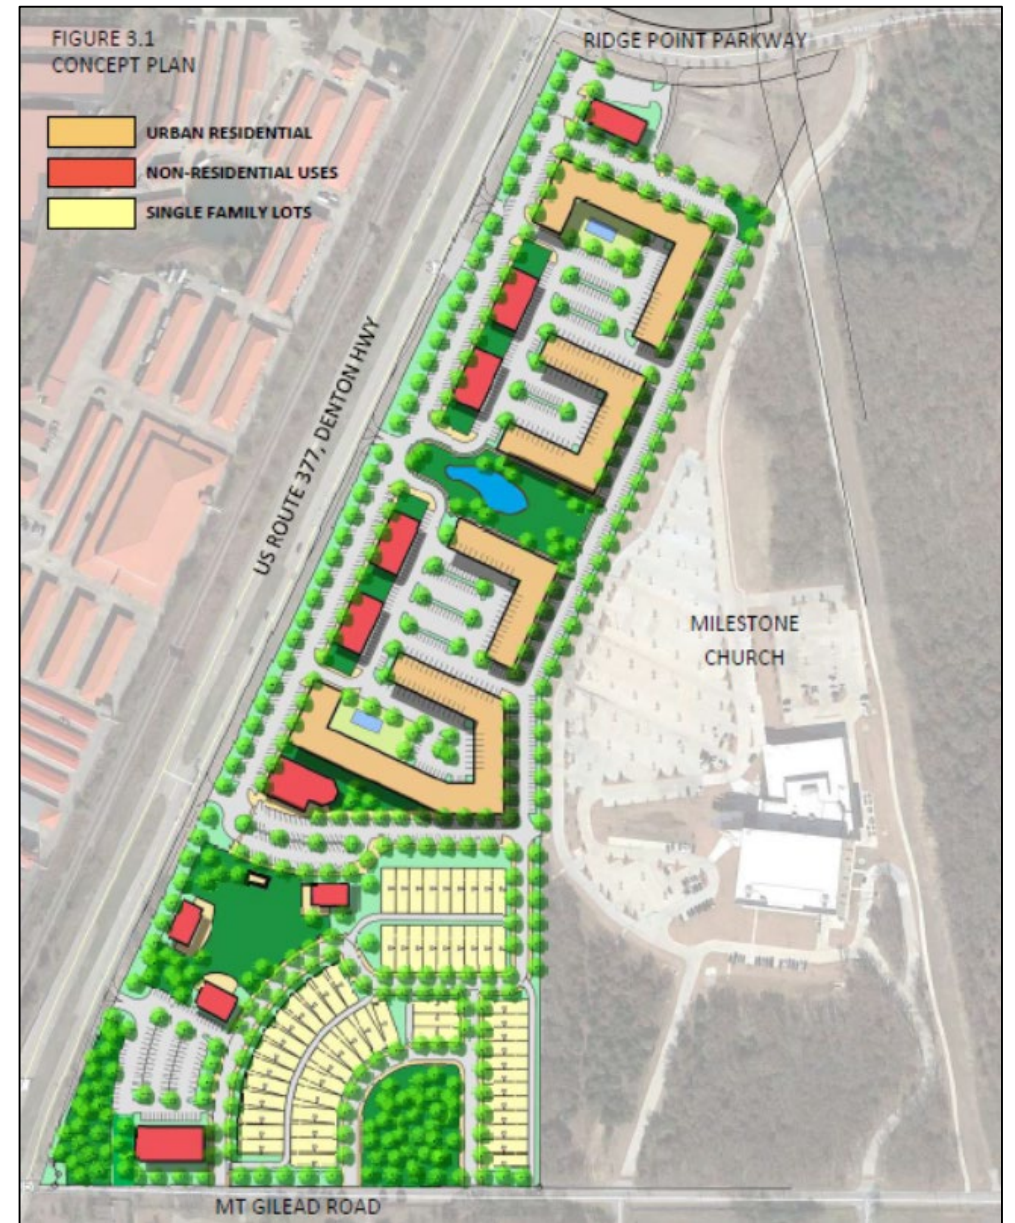 FIGURE 3.1
CONCEPT PLAN
URBAN RESIDENTIAL
NON-RESIDENTIAL USES
SINGLE FAMILY LOTS
RIDGE POINT PARKWAY
US ROUTE 377, DENTON HWY
MILESTONE
CHURCH
MT GILEAD ROAD